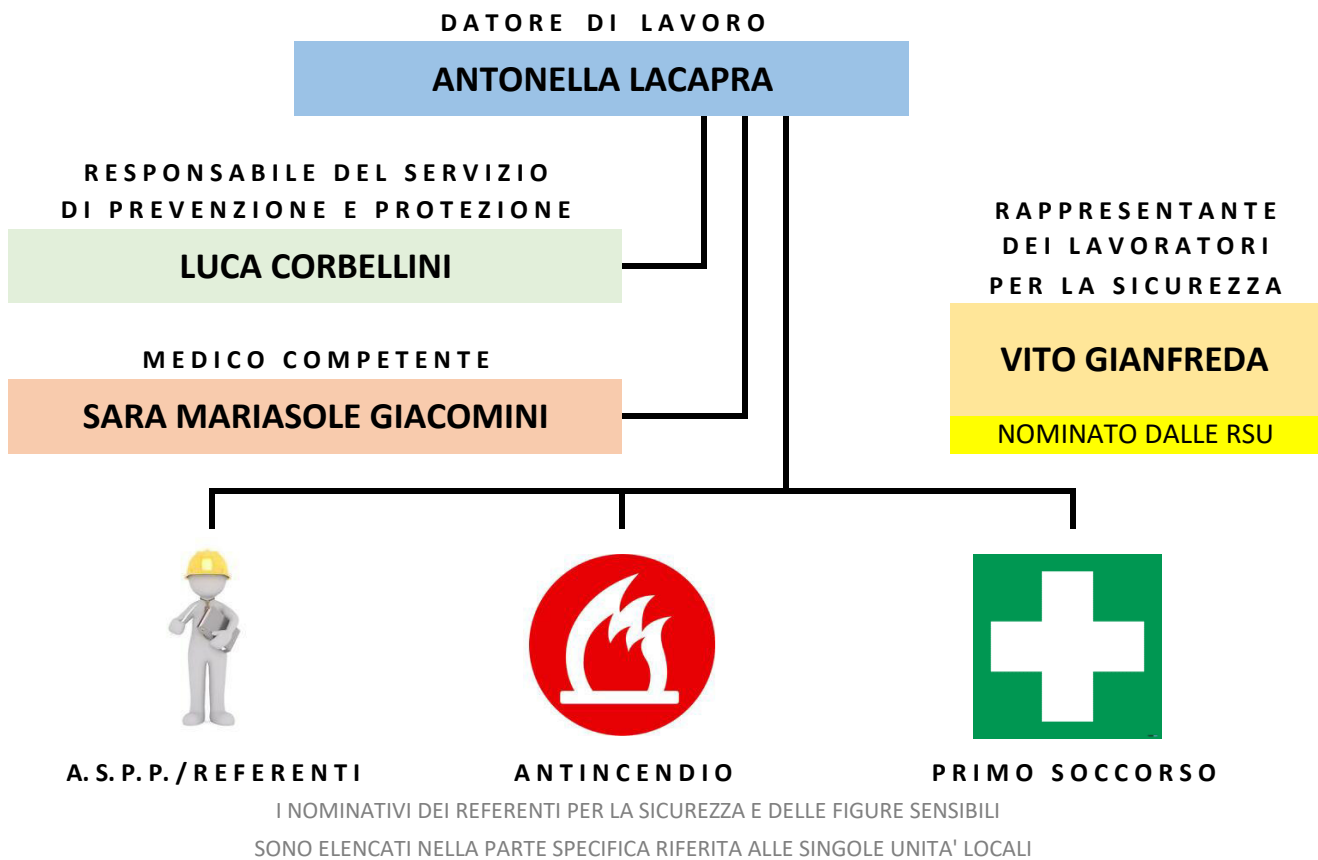 DATORE DI LAVORO
ANTONELLA LACAPRA
RESPONSABILE DEL SERVIZIO
DI PREVENZIONE E PROTEZIONE
LUCA CORBELLINI
RAPPRESENTANTE
DEI LAVORATORI
PER LA SICUREZZA
VITO GIANFREDA
NOMINATO DALLE RSU
MEDICO COMPETENTE
SARA MARIASOLE GIACOMINI
A.S.P.P./REFERENTI
ANTINCENDIO
PRIMO SOCCORSO
I NOMINATIVI DEI REFERENTI PER LA SICUREZZA E DELLE FIGURE SENSIBILI
SONO ELENCATI NELLA PARTE SPECIFICA RIFERITA ALLE SINGOLE UNITA' LOCALI